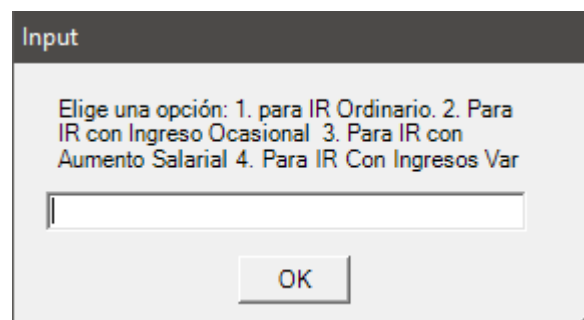 Input
Elige una opción: 1. para IR Ordinario. 2. Para
IR con Ingreso Ocasional  3. Para IR con
Aumento Salarial 4. Para IR Con Ingresos Var
OK